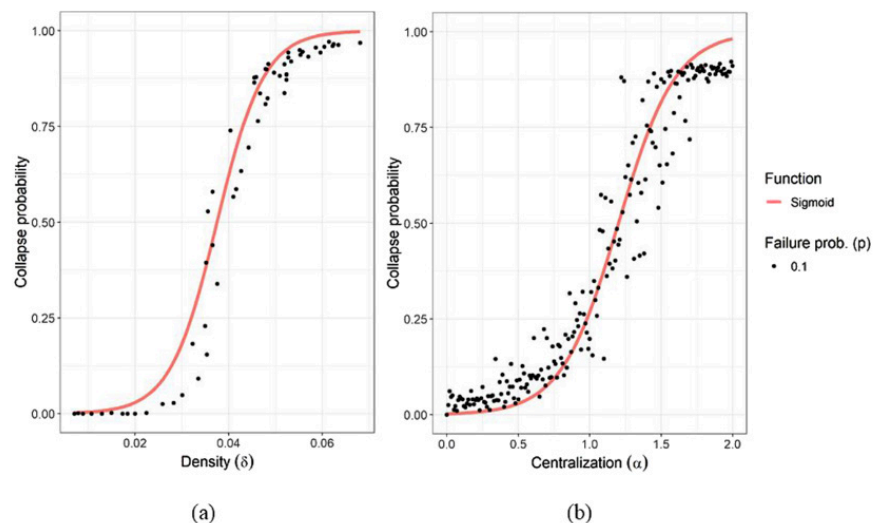 1.00
0.75
0.50
0.25
0.00
Collapse probability
0.02 0.04 0.06
Density (δ)
(a)
1.00
0.75
0.50
0.25
0.00
Collapse probability
0.0 0.5 1.0 1.5 2.0
Centralization (α)
(b)
Function
Sigmoid
Failure prob. (p)
0.1